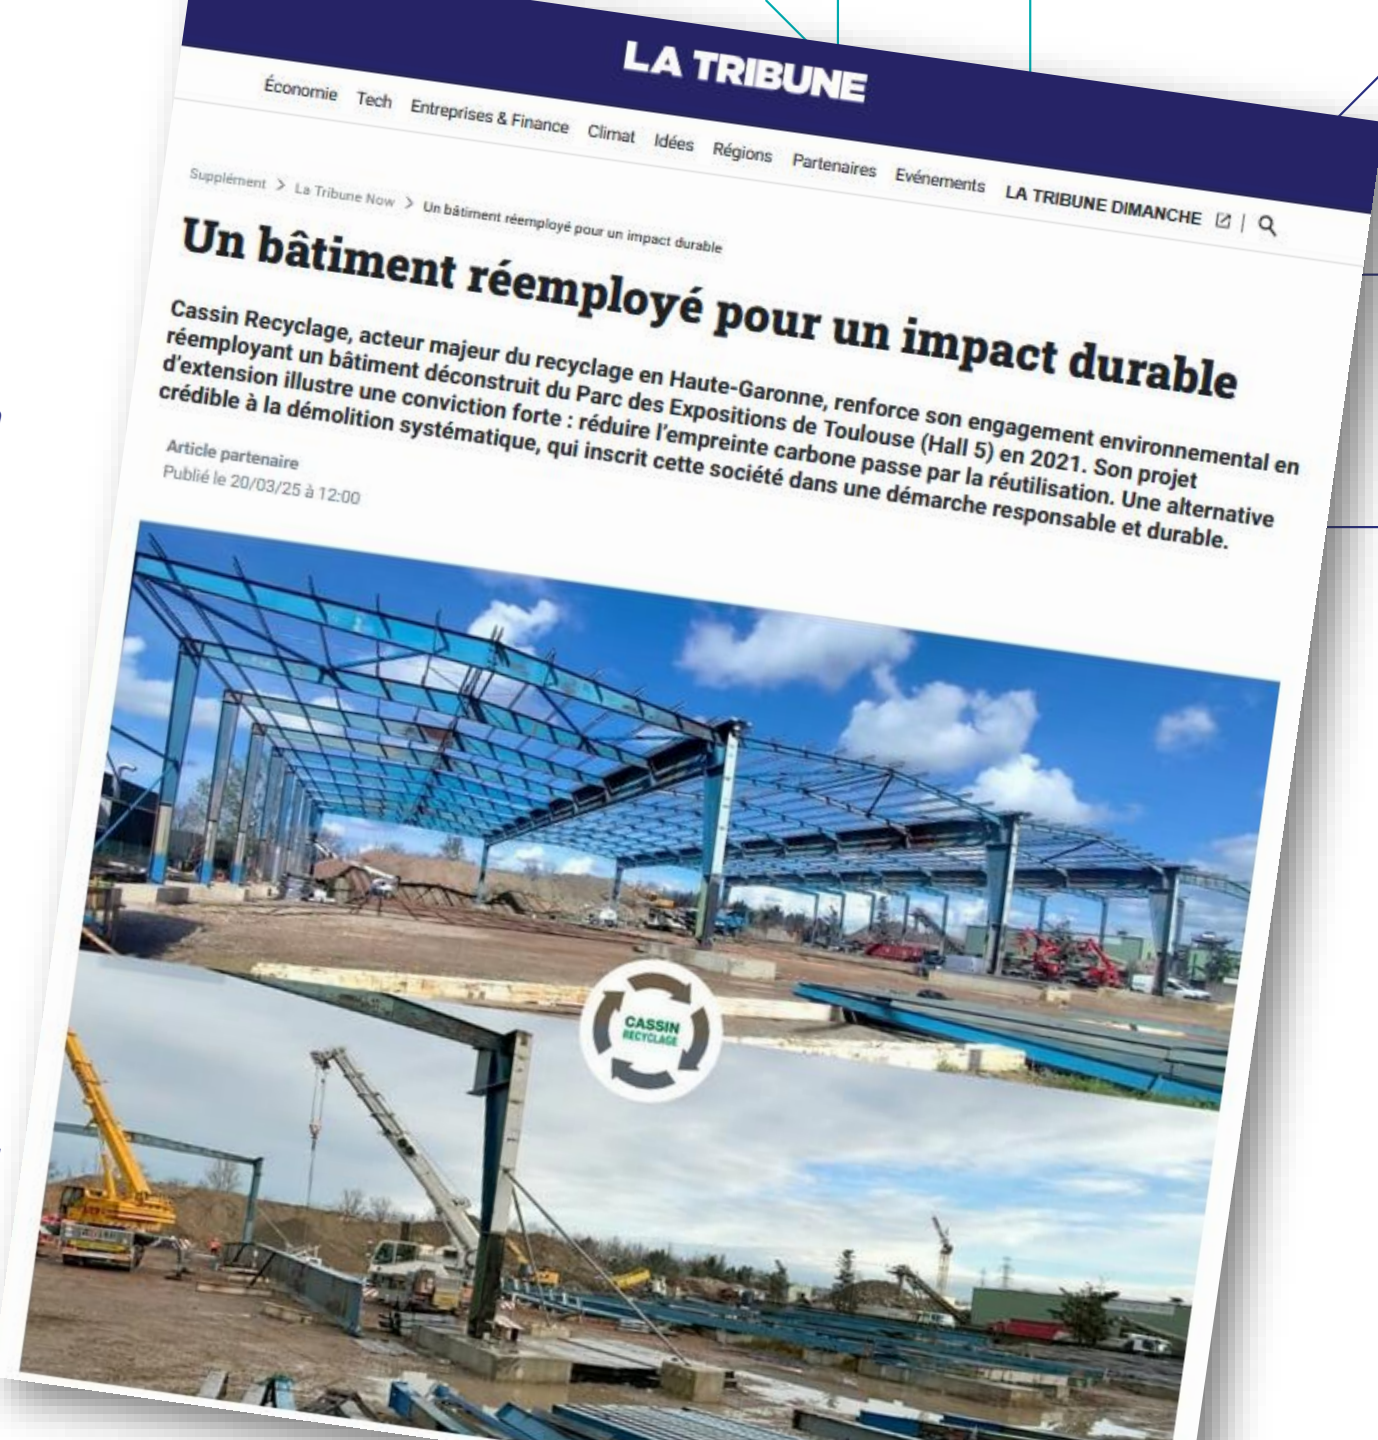 LA TRIBUNE
Économie Tech Entreprises & Finance Climat Idées Régions Partenaires Evénements LA TRIBUNE DIMANCHE
Supplément > La Tribune Now > Un bâtiment réemployé pour un impact durable
Un bâtiment réemployé pour un impact durable
Cassin Recyclage, acteur majeur du recyclage en Haute-Garonne, renforce son engagement environnemental en
réemployant un bâtiment déconstruit du Parc des Expositions de Toulouse (Hall 5) en 2021. Son projet
d'extension illustre une conviction forte : réduire l'empreinte carbone passe par la réutilisation. Une alternative
crédible à la démolition systématique, qui inscrit cette société dans une démarche responsable et durable.
Article partenaire
Publié le 20/03/25 à 12:00
CASSIN
RECYCLAGE